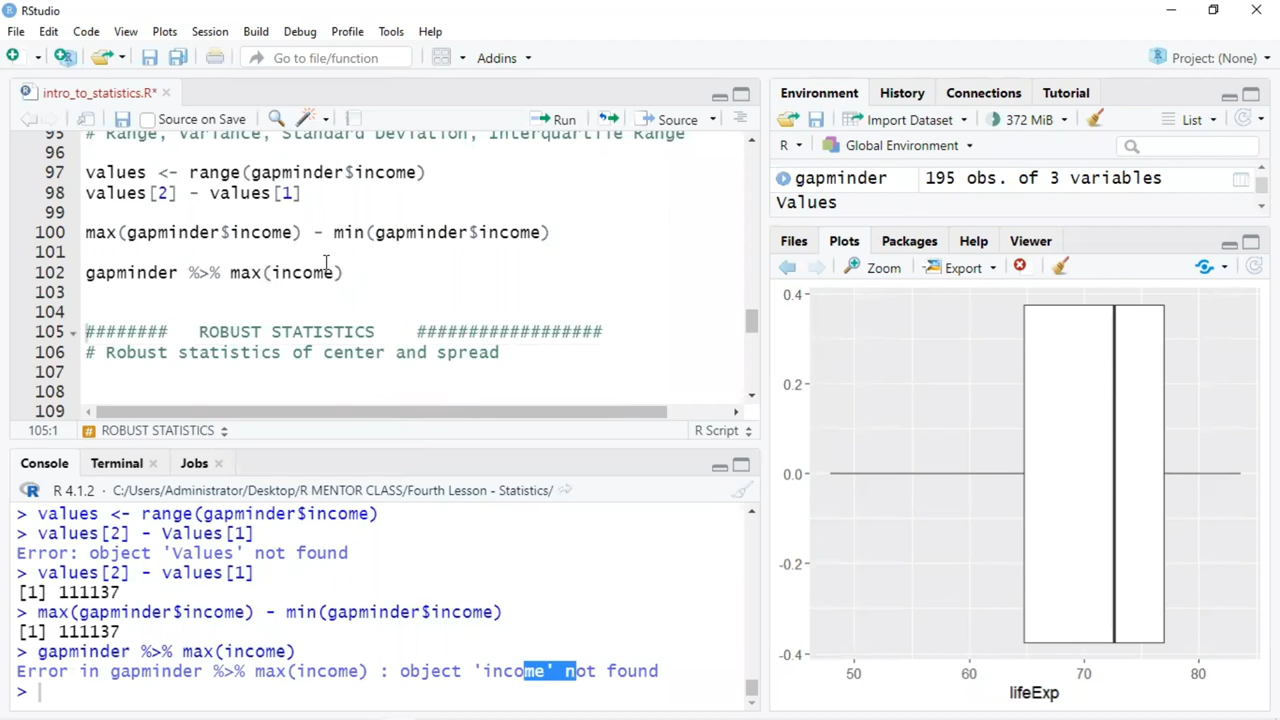 RStudio
File Edit Code View Plots Session Build Debug Profile Tools Help
Go to file/function Addins Project: (None)
intro_to_statistics.R*
Source on Save Run Source
95 # Range, Variance, Standard Deviation, Interquartile Range
96
97 values <- range(gapminder$income)
98 values[2] - values[1]
99
100 max(gapminder$income) - min(gapminder$income)
101
102 gapminder %>% max(income)
103
104
105 ######## ROBUST STATISTICS ##################
106 # Robust statistics of center and spread
107
108
109
105:1 # ROBUST STATISTICS R Script
Console Terminal Jobs
R R 4.1.2 · C:/Users/Administrator/Desktop/R MENTOR CLASS/Fourth Lesson - Statistics/
> values <- range(gapminder$income)
> values[2] - Values[1]
Error: object 'Values' not found
> values[2] - values[1]
[1] 111137
> max(gapminder$income) - min(gapminder$income)
[1] 111137
> gapminder %>% max(income)
Error in gapminder %>% max(income) : object 'income' not found
>
Environment History Connections Tutorial
Import Dataset 372 MiB List
R Global Environment
gapminder 195 obs. of 3 variables
Values
Files Plots Packages Help Viewer
Zoom Export
0.4
0.2
0.0
-0.2
-0.4
50 60 70 80
lifeExp